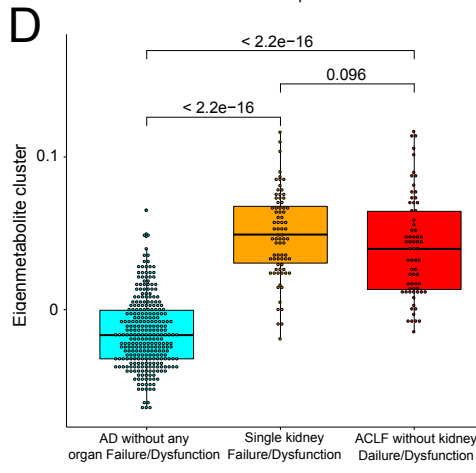 D
< 2.2e−16
0.096
< 2.2e−16
Eigenmetabolite cluster
0.1
0
AD without any
organ Failure/Dysfunction
Single kidney
Failure/Dysfunction
ACLF without kidney
Dailure/Dysfunction